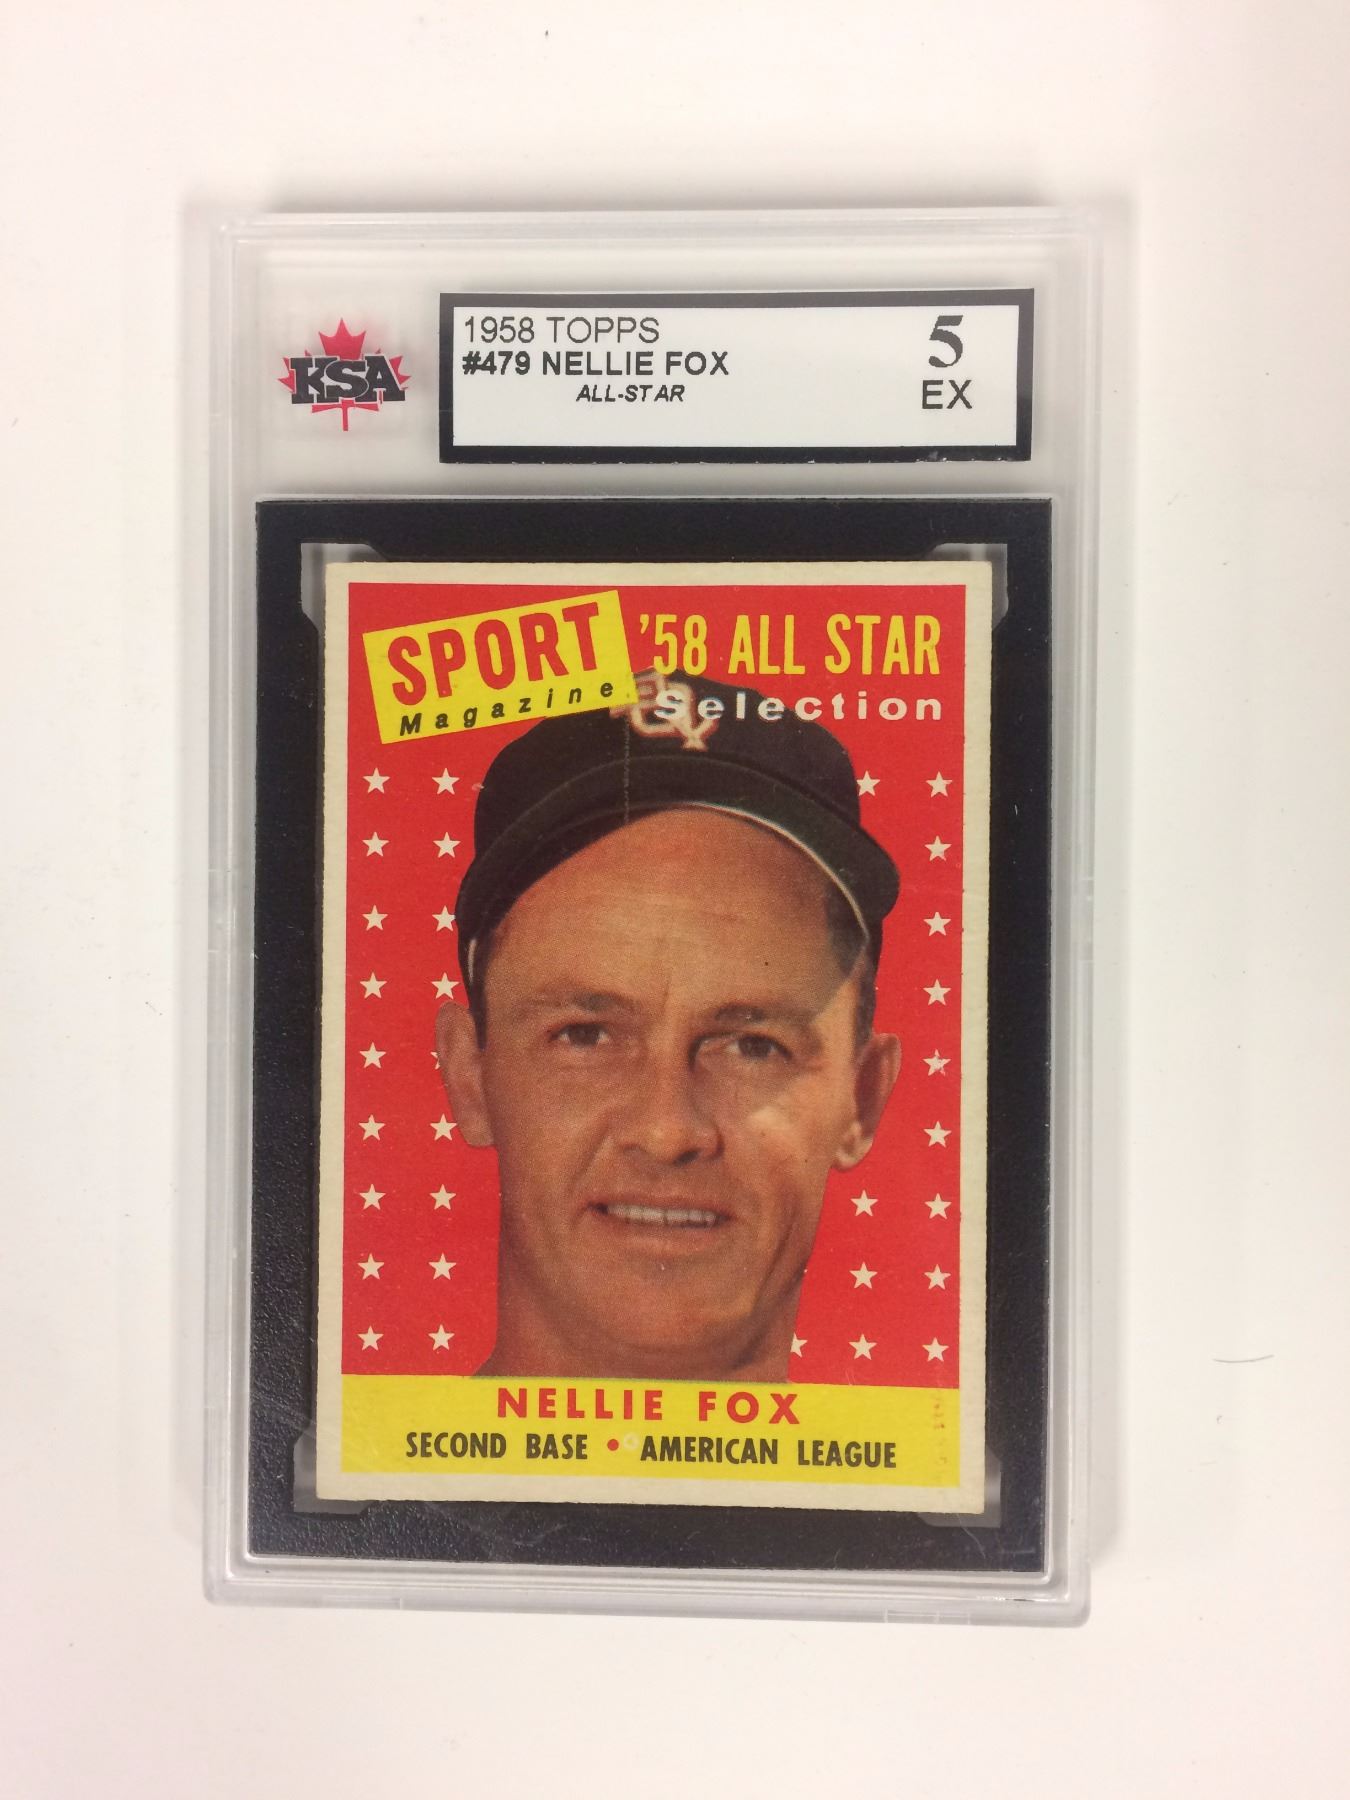 KSA
1958 TOPPS
#479 NELLIE FOX
ALL-STAR
5
EX
SPORT
Magazine
'58 ALL STAR
Selection
SOX
NELLIE FOX
SECOND BASE • AMERICAN LEAGUE